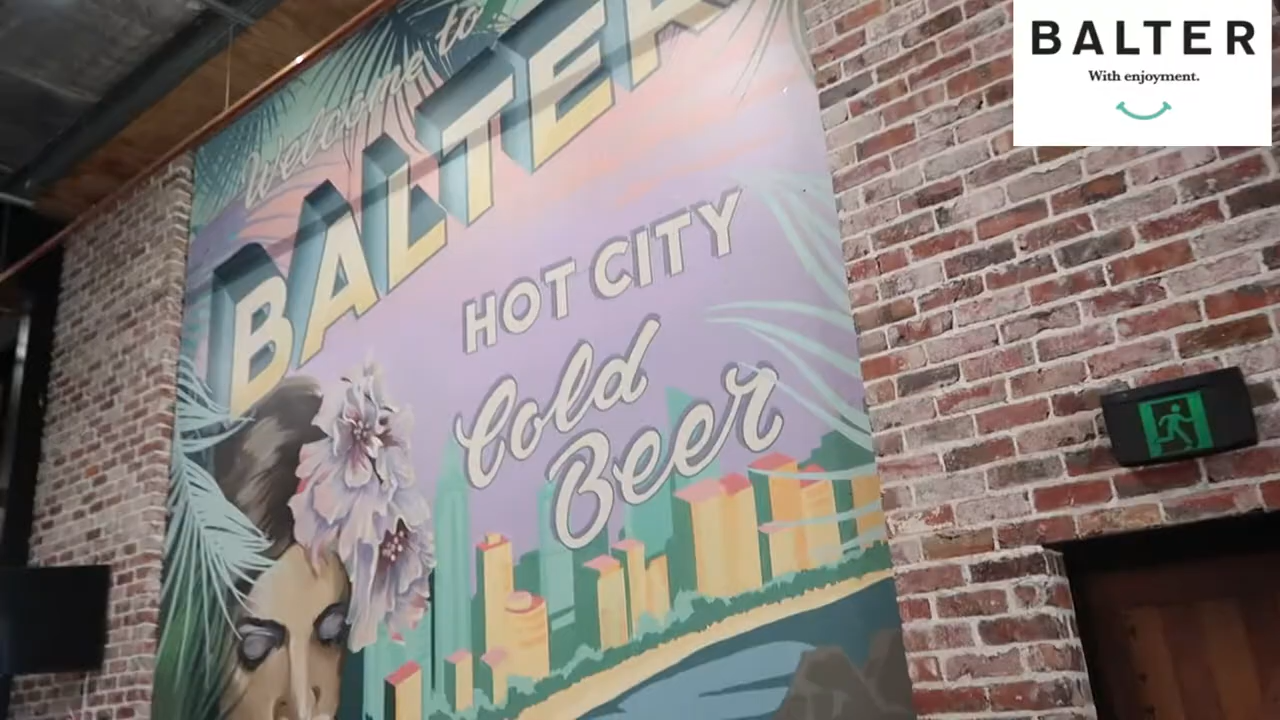 Welcome to
BALTER
HOT CITY
Cold
Beer
BALTER
With enjoyment.